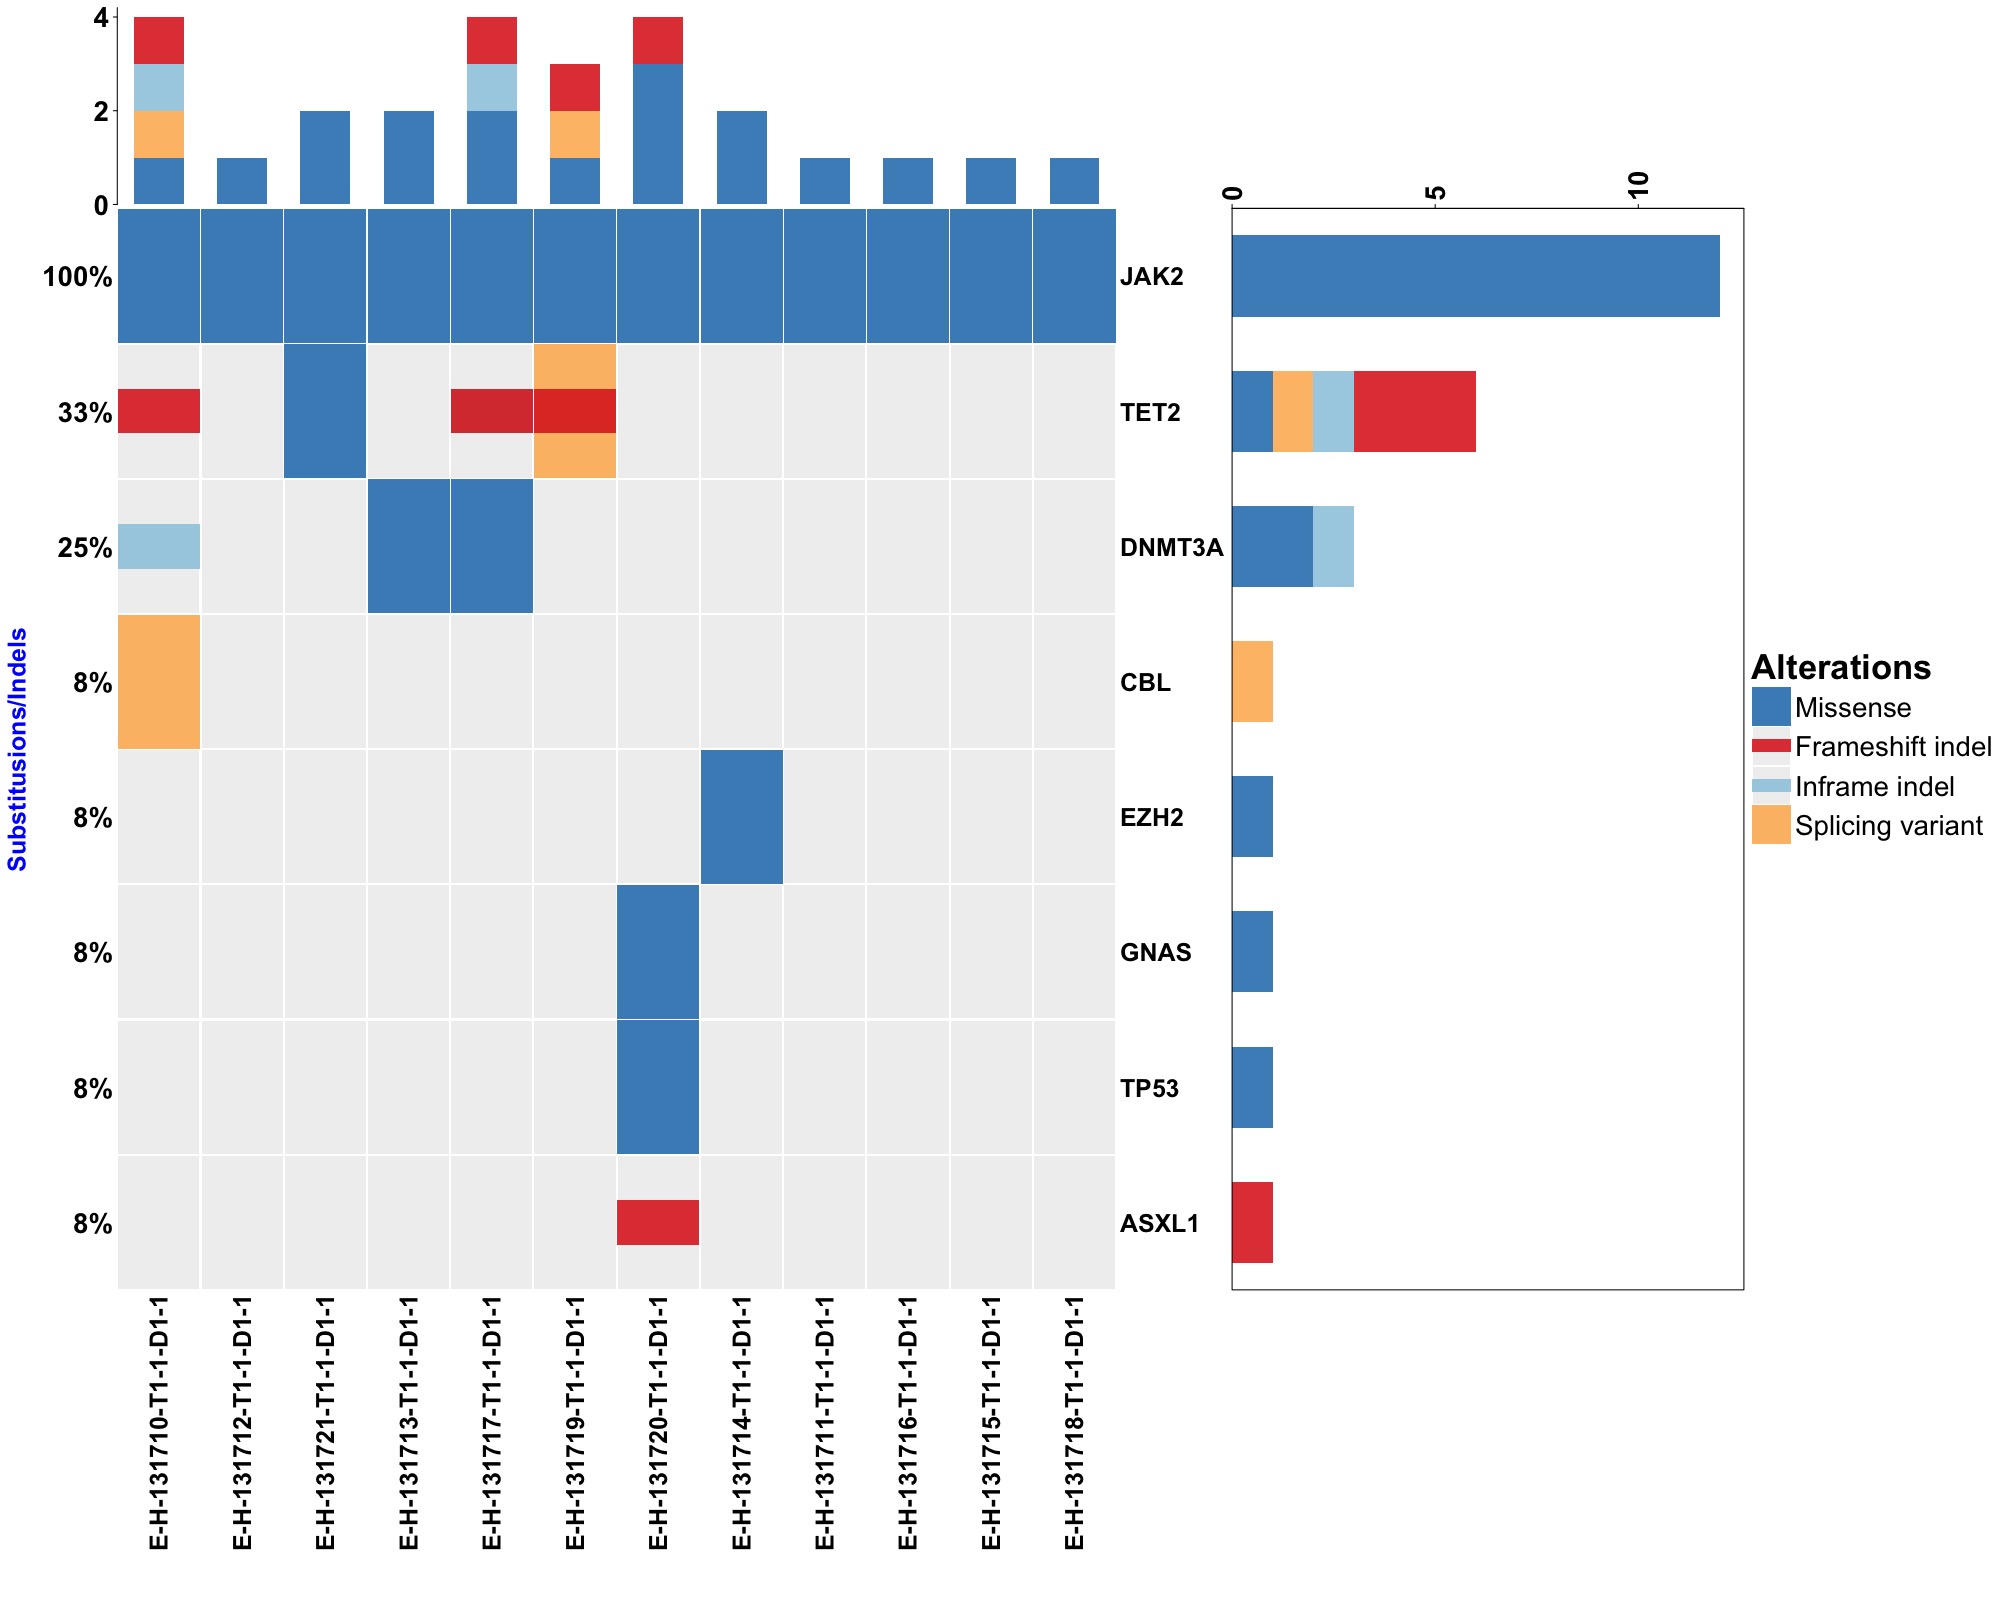 4
2
0
0
5
10
100%
JAK2
33%
TET2
25%
DNMT3A
8%
CBL
8%
EZH2
8%
GNAS
8%
TP53
8%
ASXL1
Substitusions/Indels
Alterations
Missense
Frameshift indel
Inframe indel
Splicing variant
E-H-131710-T1-1-D1-1
E-H-131712-T1-1-D1-1
E-H-131721-T1-1-D1-1
E-H-131713-T1-1-D1-1
E-H-131717-T1-1-D1-1
E-H-131719-T1-1-D1-1
E-H-131720-T1-1-D1-1
E-H-131714-T1-1-D1-1
E-H-131711-T1-1-D1-1
E-H-131716-T1-1-D1-1
E-H-131715-T1-1-D1-1
E-H-131718-T1-1-D1-1